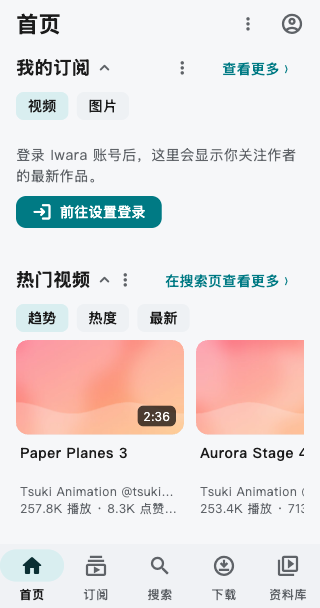 首页
我的订阅
查看更多 ›
视频 图片
登录 Iwara 账号后，这里会显示你关注作者
的最新作品。
前往设置登录
热门视频
在搜索页查看更多 ›
趋势 热度 最新
2:36
Paper Planes 3
Aurora Stage 4
Tsuki Animation @tsuki...
Tsuki Animation
257.8K 播放 · 8.3K 点赞...
253.4K 播放 · 713
首页 订阅 搜索 下载 资料库